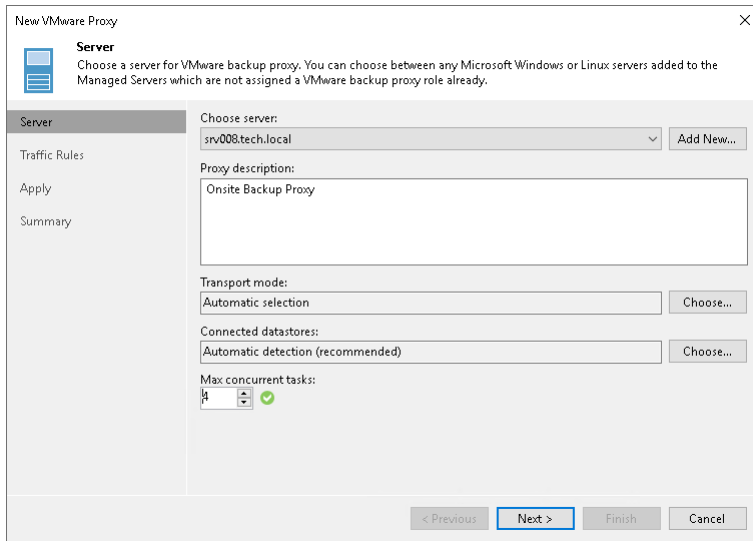 New VMware Proxy
Server
Choose a server for VMware backup proxy. You can choose between any Microsoft Windows or Linux servers added to the
Managed Servers which are not assigned a VMware backup proxy role already.
Server
Traffic Rules
Apply
Summary
Choose server:
srv008.tech.local
Add New...
Proxy description:
Onsite Backup Proxy
Transport mode:
Automatic selection
Choose...
Connected datastores:
Automatic detection (recommended)
Choose...
Max concurrent tasks:
4
< Previous
Next >
Finish
Cancel